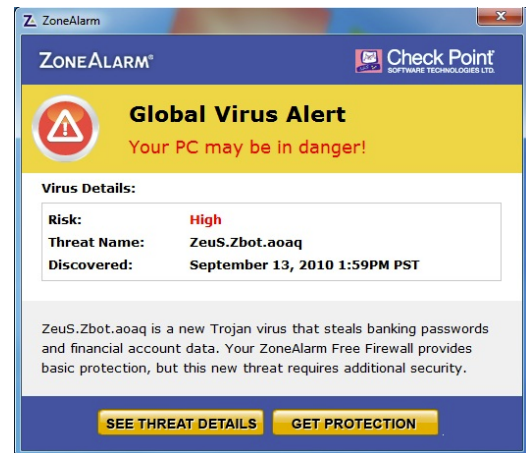 ZoneAlarm
ZONEALARM®
Check Point
SOFTWARE TECHNOLOGIES LTD.
Global Virus Alert
Your PC may be in danger!
Virus Details:
Risk: High
Threat Name: ZeuS.Zbot.aoaq
Discovered: September 13, 2010 1:59PM PST
ZeuS.Zbot.aoaq is a new Trojan virus that steals banking passwords
and financial account data. Your ZoneAlarm Free Firewall provides
basic protection, but this new threat requires additional security.
SEE THREAT DETAILS GET PROTECTION